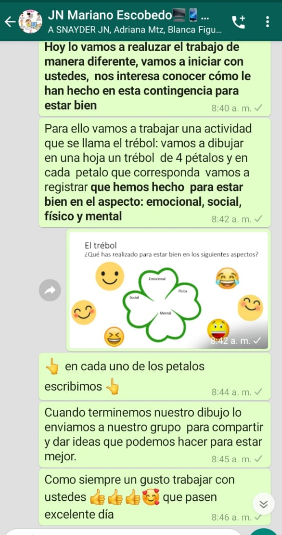 JN Mariano Escobedo ...
A SNAYDER JN, Adriana Mtz, Blanca Figu...
Hoy lo vamos a realuzar el trabajo de
manera diferente, vamos a iniciar con
ustedes, nos interesa conocer cómo le
han hecho en esta contingencia para
estar bien
8:40 a. m.
Para ello vamos a trabajar una actividad
que se llama el trébol: vamos a dibujar
en una hoja un trébol de 4 pétalos y en
cada petalo que corresponda vamos a
registrar que hemos hecho para estar
bien en el aspecto: emocional, social,
físico y mental
8:42 a. m.
El trébol
¿Qué has realizado para estar bien en los siguientes aspectos?
Emocional
Físico
Social
Mental
8:42 a. m.
👆 en cada uno de los petalos
escribimos 👆
8:44 a. m.
Cuando terminemos nuestro dibujo lo
enviamos a nuestro grupo para compartir
y dar ideas que podemos hacer para estar
mejor.
8:45 a. m.
Como siempre un gusto trabajar con
ustedes 👍👍👍🥰 que pasen
excelente día
8:46 a. m.